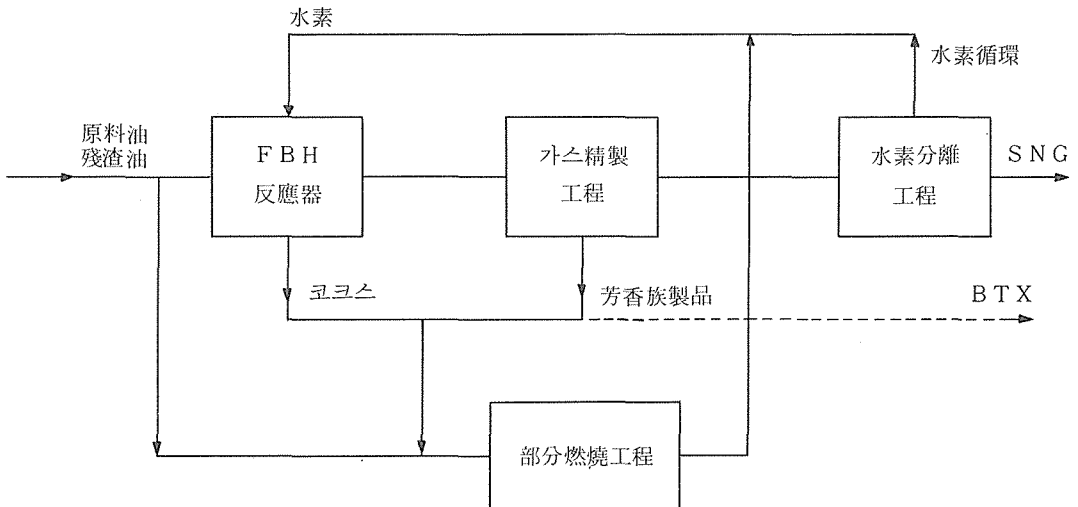 水素
水素循環
原料油
殘渣油
FBH
反應器
가스精製
工程
水素分離
工程
SNG
코크스
芳香族製品
BTX
部分燃燒工程